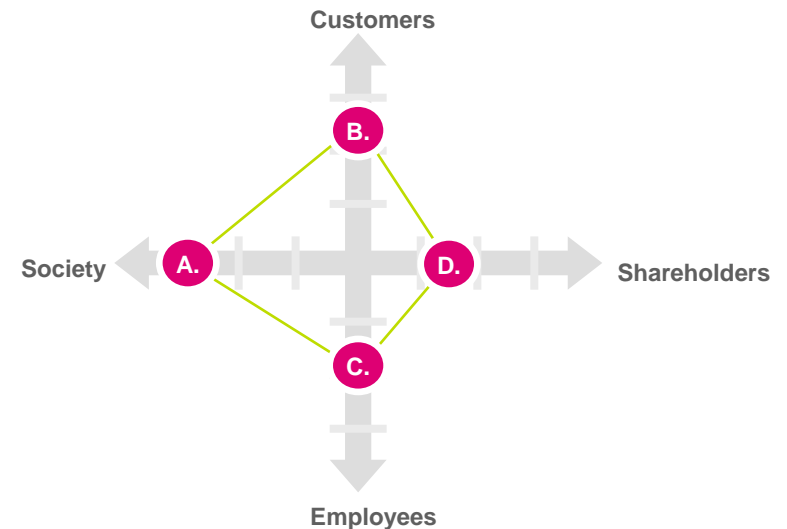 Customers
B.
Society
A.
D.
Shareholders
C.
Employees